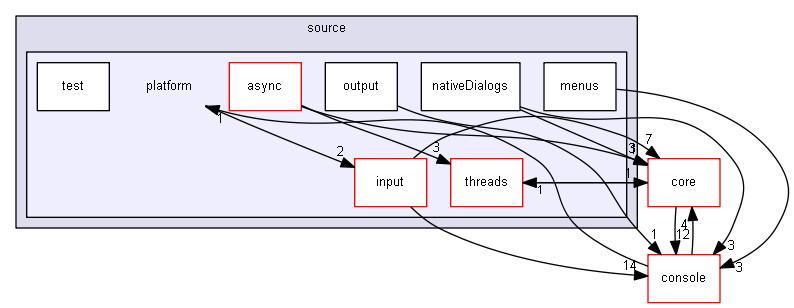 source
test
platform
async
output
nativeDialogs
menus
1
2
3
3
7
input
threads
1
1
core
4
12
1
3
14
console
3